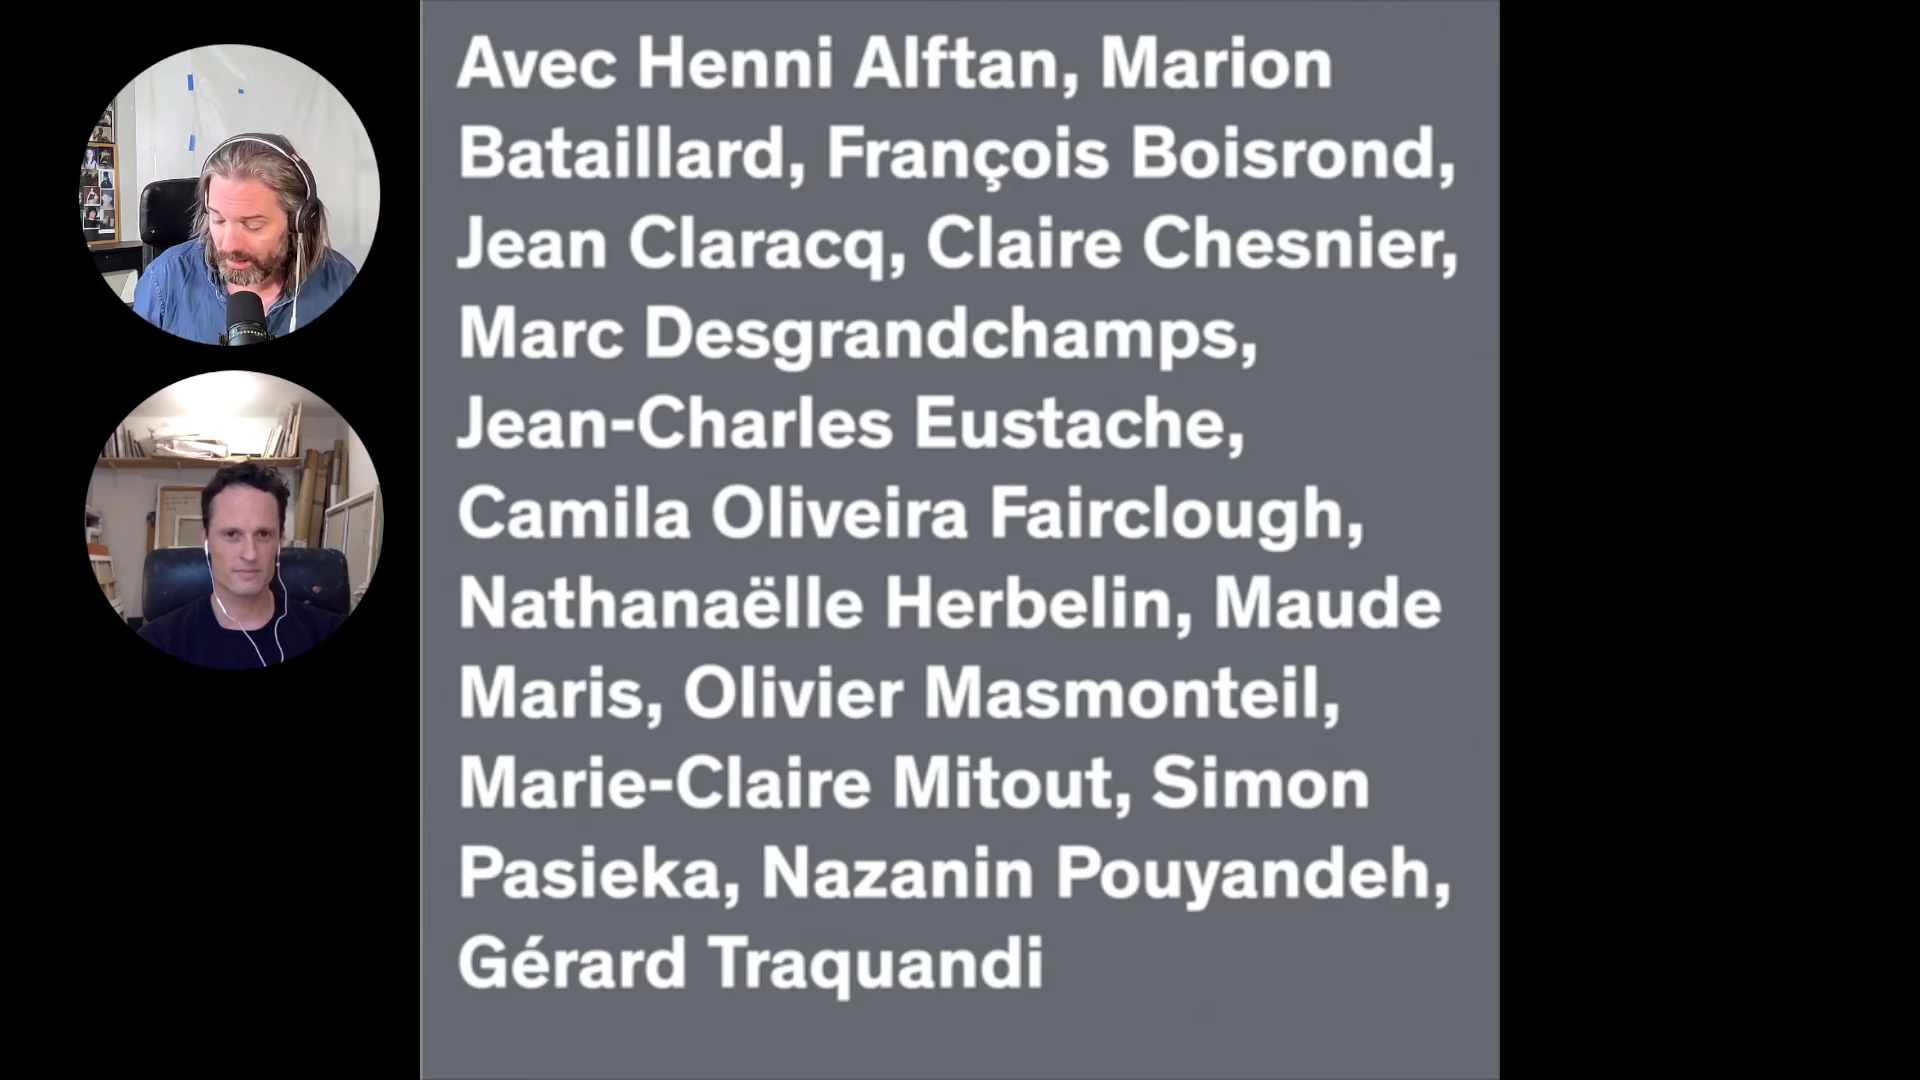 Avec Henni Alftan, Marion
Bataillard, François Boisrond,
Jean Claracq, Claire Chesnier,
Marc Desgrandchamps,
Jean-Charles Eustache,
Camila Oliveira Fairclough,
Nathanaëlle Herbelin, Maude
Maris, Olivier Masmonteil,
Marie-Claire Mitout, Simon
Pasieka, Nazanin Pouyandeh,
Gérard Traquandi